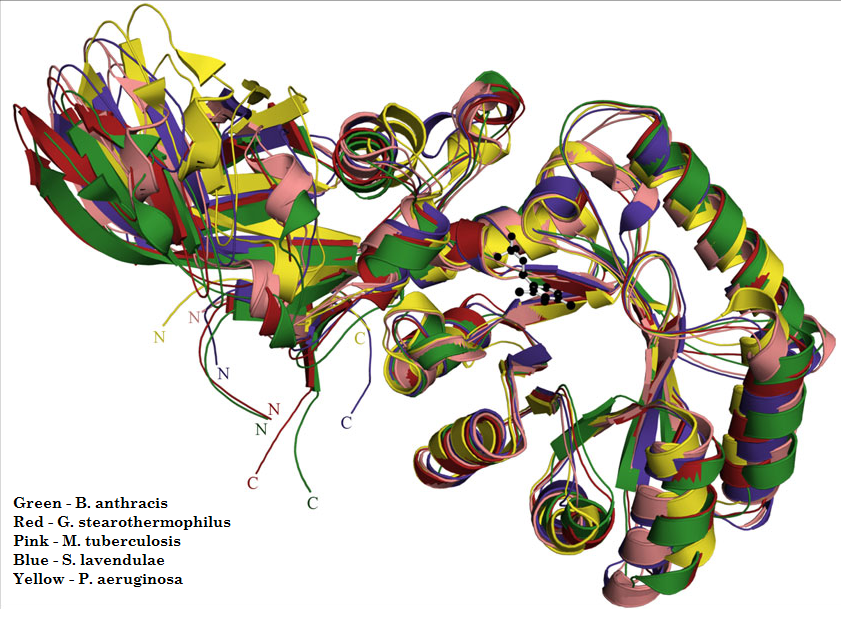 N
N
N
C
C
N
N
C
C
Green - B. anthracis
Red - G. stearothermophilus
Pink - M. tuberculosis
Blue - S. lavendulae
Yellow - P. aeruginosa